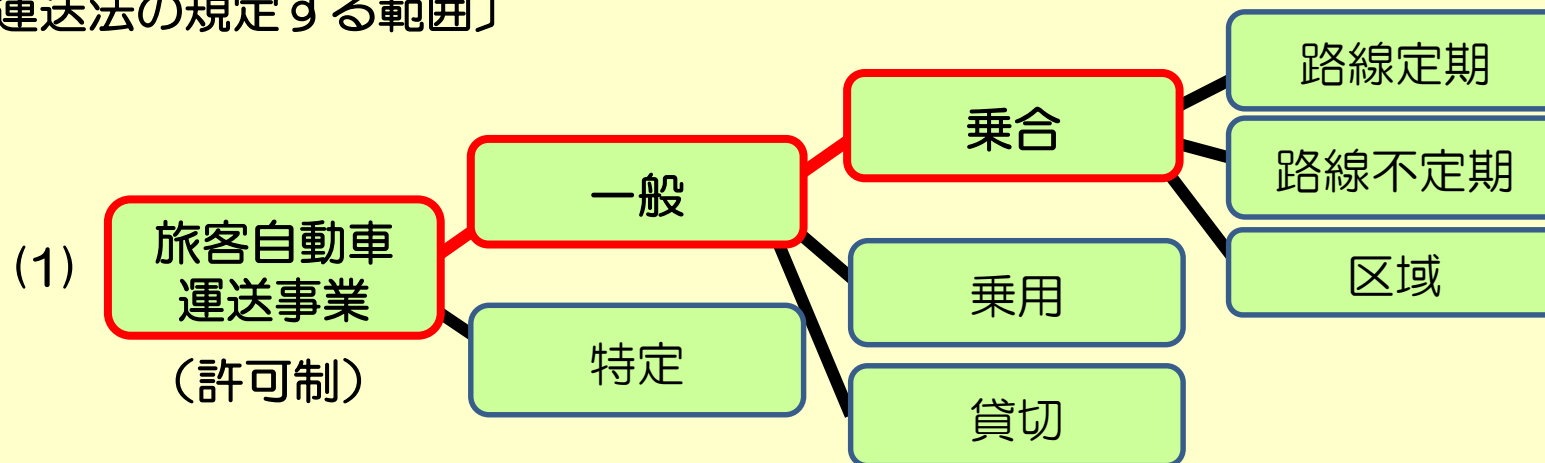 運送法の規定する範囲〕
(1)
旅客自動車
運送事業
(許可制)
一般
特定
乗合
乗用
貸切
路線定期
路線不定期
区域